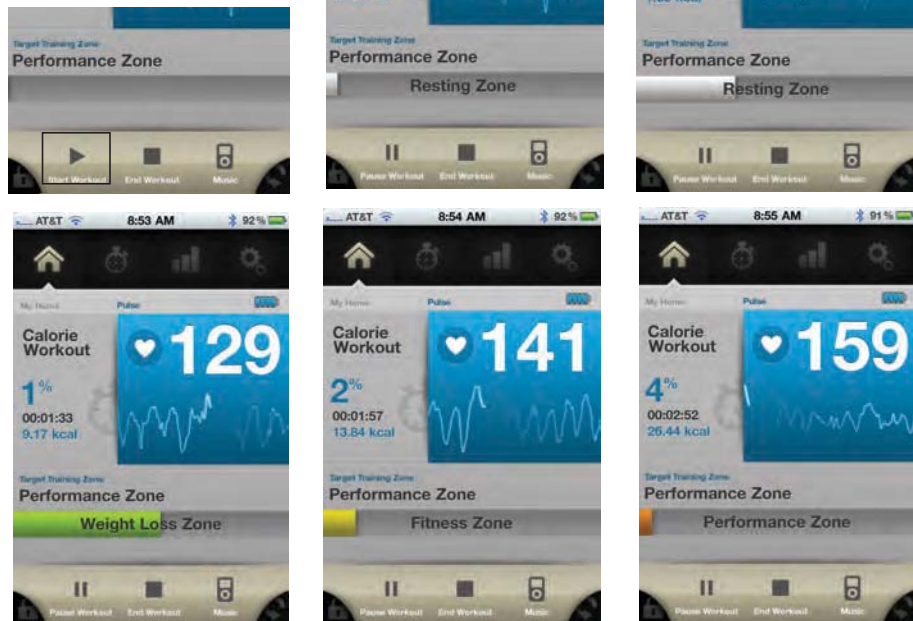 Target Training Zone
Performance Zone
Start Workout
End Workout
Music
Target Training Zone
Performance Zone
Resting Zone
Pause Workout
End Workout
Music
Target Training Zone
Performance Zone
Resting Zone
Pause Workout
End Workout
Music
AT&T
8:53 AM
92%
My Home
Pulse
Calorie
Workout
129
1%
00:01:33
9.17 kcal
Target Training Zone
Performance Zone
Weight Loss Zone
Pause Workout
End Workout
Music
AT&T
8:54 AM
92%
My Home
Pulse
Calorie
Workout
141
2%
00:01:57
13.84 kcal
Target Training Zone
Performance Zone
Fitness Zone
Pause Workout
End Workout
Music
AT&T
8:55 AM
91%
My Home
Pulse
Calorie
Workout
159
4%
00:02:52
26.44 kcal
Target Training Zone
Performance Zone
Performance Zone
Pause Workout
End Workout
Music